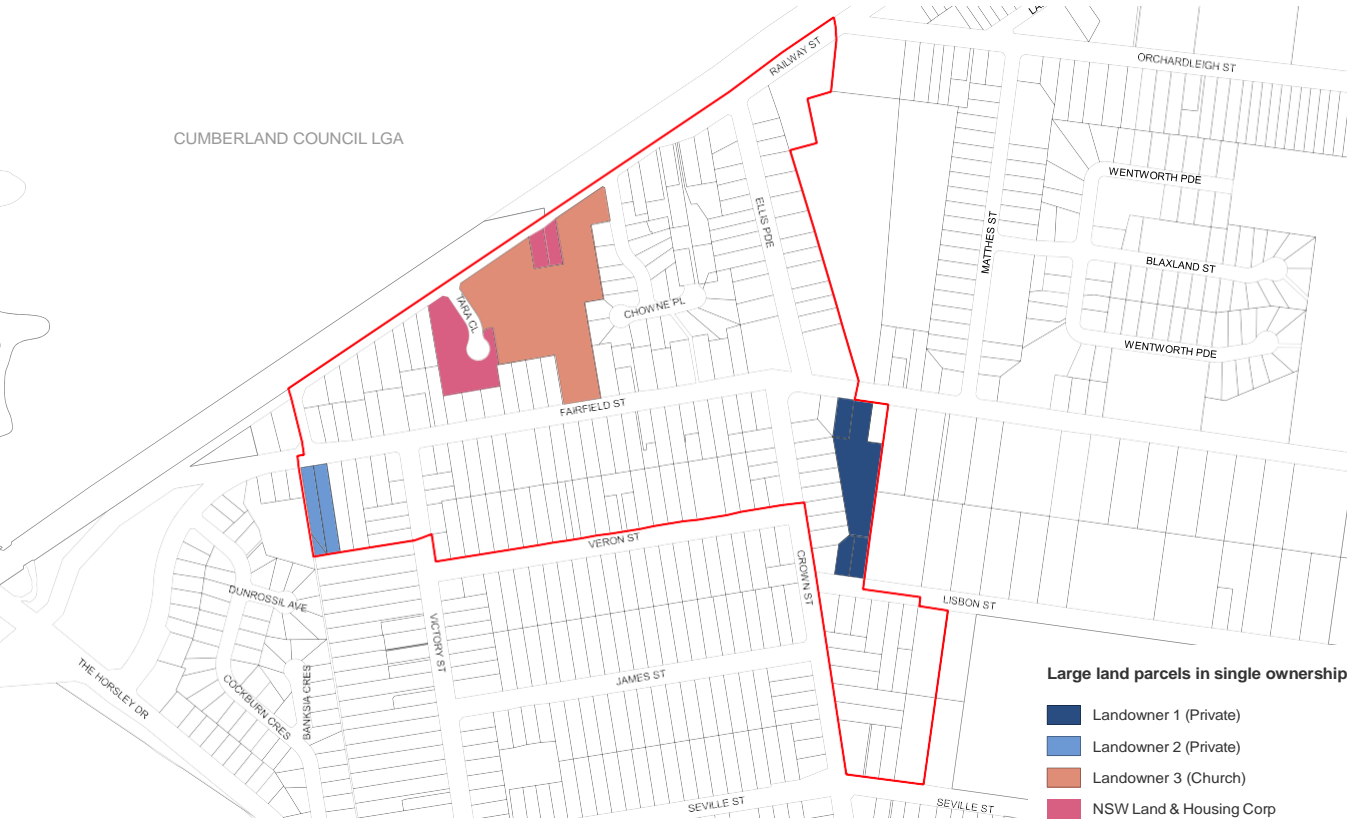 LA
RAILWAY ST
ORCHARDLEIGH ST
CUMBERLAND COUNCIL LGA
WENTWORTH PDE
ELLIS PDE
MATTHES ST
BLAXLAND ST
TARA CL
CHOWNE PL
WENTWORTH PDE
FAIRFIELD ST
VERON ST
CROWN ST
DUNROSSIL AVE
LISBON ST
VICTORY ST
THE HORSLEY DR
COCKBURN CRES
BANKSIA CRES
JAMES ST
SEVILLE ST
SEVILLE ST
Large land parcels in single ownership
Landowner 1 (Private)
Landowner 2 (Private)
Landowner 3 (Church)
NSW Land & Housing Corp